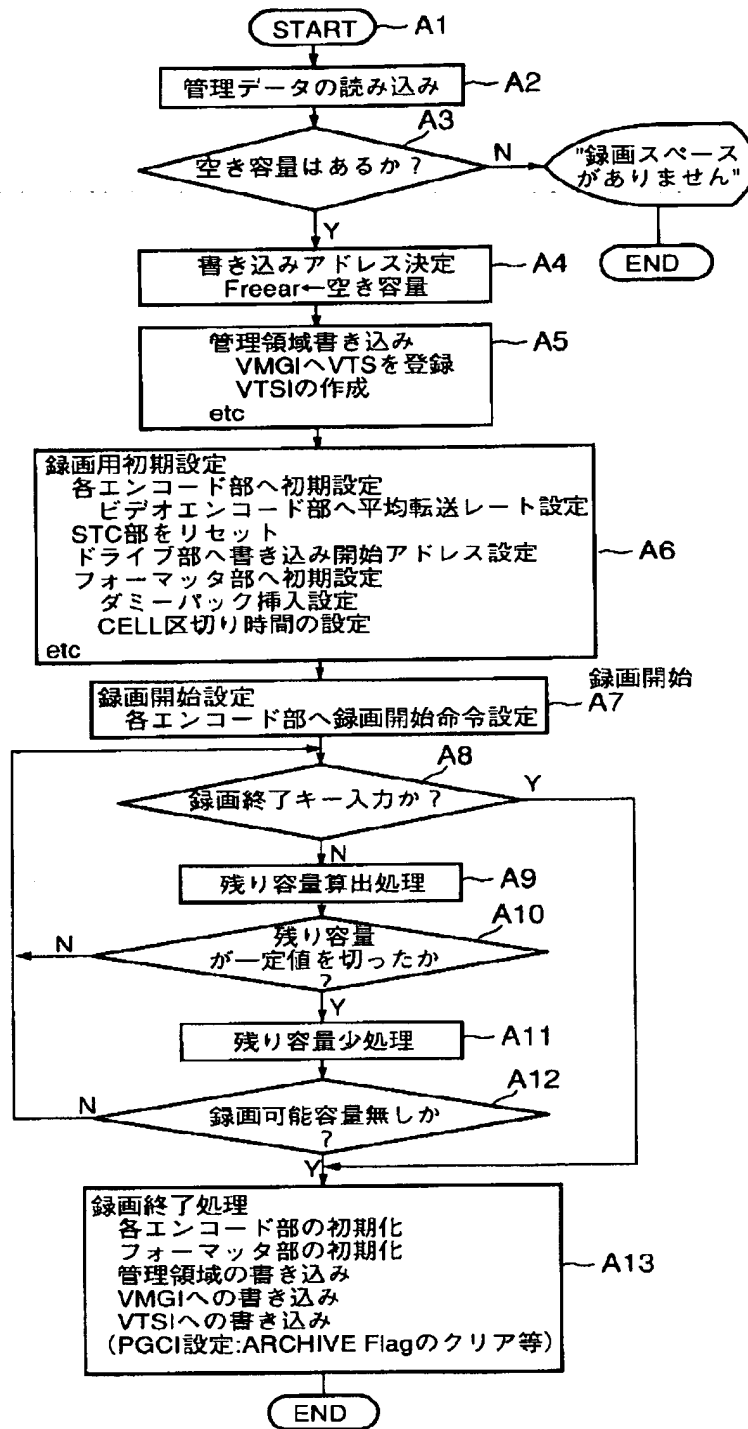 START
A1
管理データの読み込み
A2
A3
空き容量はあるか？
N
"録画スペース
がありません"
Y
END
書き込みアドレス決定
Freear←空き容量
A4
管理領域書き込み
VMGIへVTSを登録
VTSIの作成
etc
A5
録画用初期設定
各エンコード部へ初期設定
ビデオエンコード部へ平均転送レート設定
STC部をリセット
ドライブ部へ書き込み開始アドレス設定
フォーマッタ部へ初期設定
ダミーパック挿入設定
CELL区切り時間の設定
etc
A6
録画開始
録画開始設定
各エンコード部へ録画開始命令設定
A7
A8
録画終了キー入力か？
Y
N
残り容量算出処理
A9
A10
残り容量
が一定値を切ったか
？
N
Y
残り容量少処理
A11
A12
録画可能容量無しか
？
N
Y
録画終了処理
各エンコード部の初期化
フォーマッタ部の初期化
管理領域の書き込み
VMGIへの書き込み
VTSIへの書き込み
（PGCI設定:ARCHIVE Flagのクリア等）
A13
END